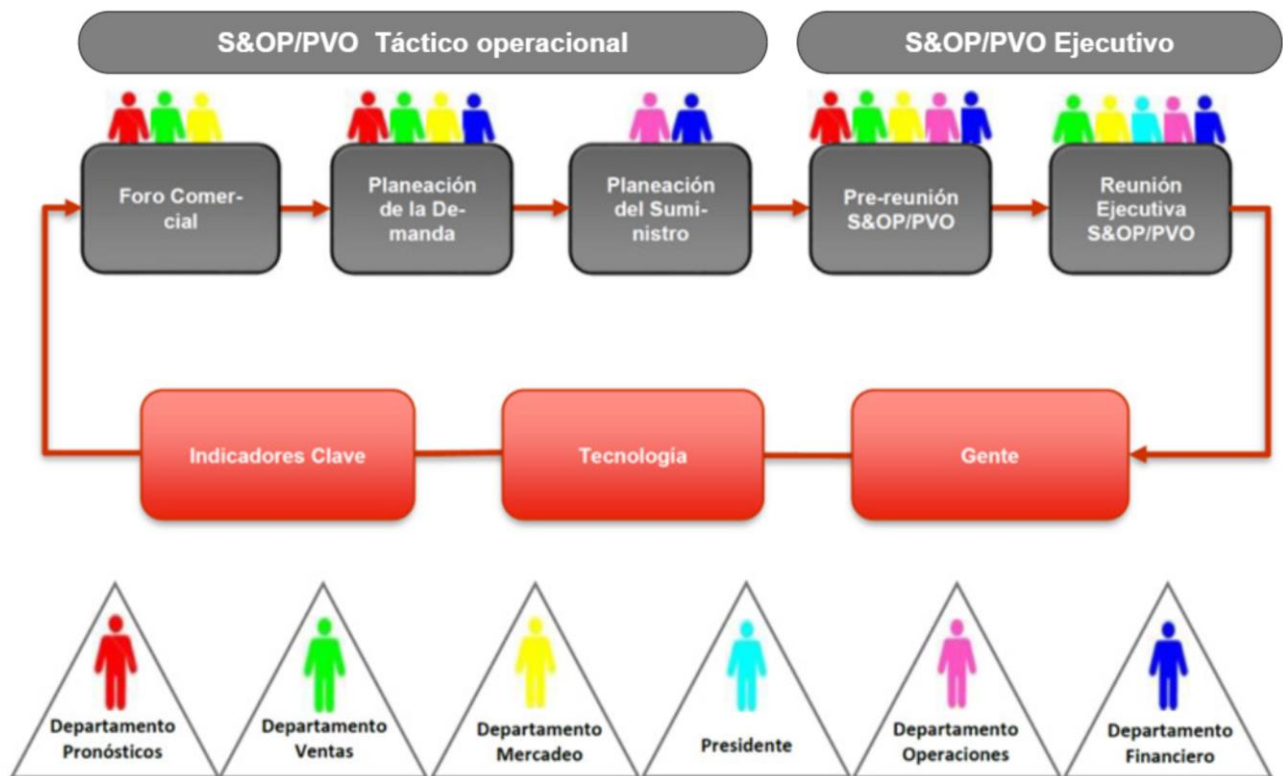 S&OP/PVO Táctico operacional
S&OP/PVO Ejecutivo
Foro Comer-
cial
Planeación
de la De-
manda
Planeación
del Sumi-
nistro
Pre-reunión
S&OP/PVO
Reunión
Ejecutiva
S&OP/PVO
Indicadores Clave
Tecnología
Gente
Departamento
Pronósticos
Departamento
Ventas
Departamento
Mercadeo
Presidente
Departamento
Operaciones
Departamento
Financiero